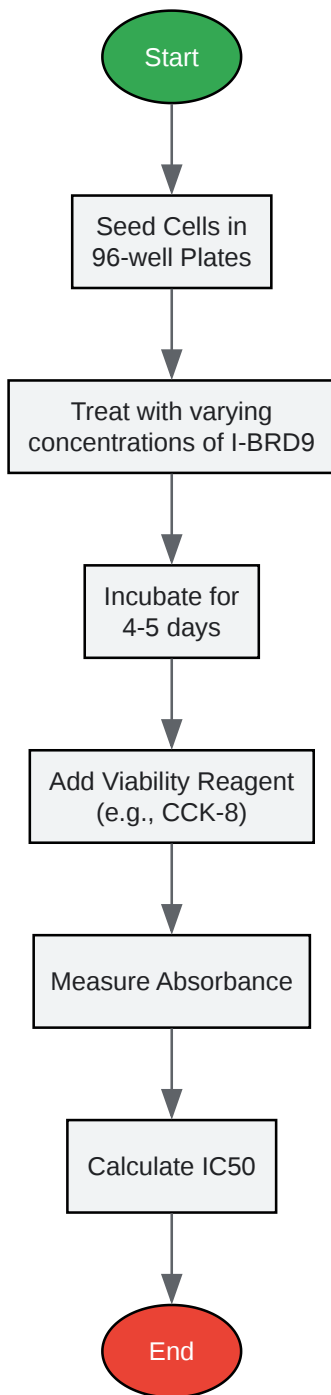 Start
Seed Cells in
96-well Plates
Treat with varying
concentrations of I-BRD9
Incubate for
4-5 days
Add Viability Reagent
(e.g., CCK-8)
Measure Absorbance
Calculate IC50
End